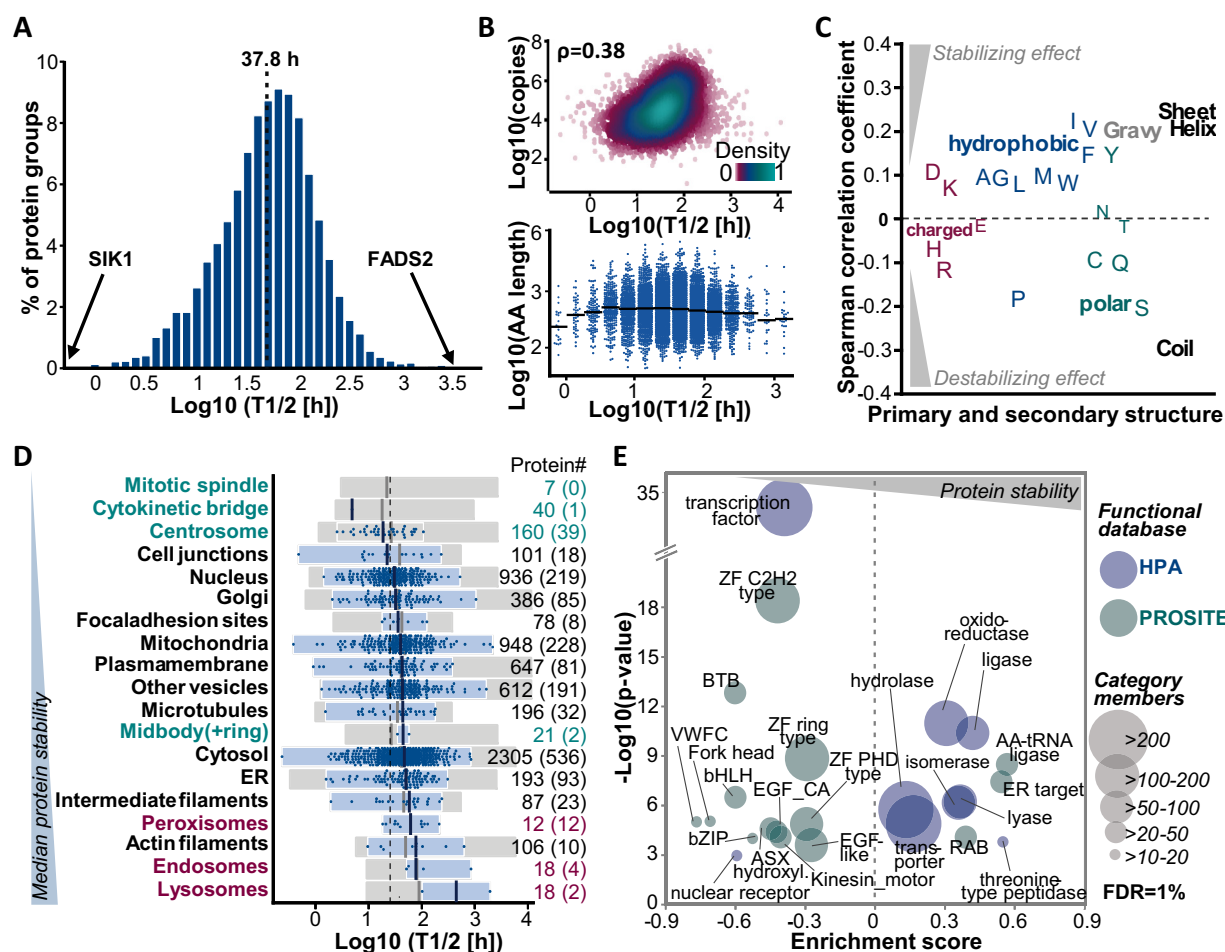 A
37.8 h
10
8
6
4
2
0
% of protein groups
SIK1
FADS2
0
0.5
1
1.5
2
2.5
3
3.5
Log10 (T1/2 [h])
B
ρ=0.38
8
6
4
2
Log10(copies)
Density
0
1
0
1
2
3
4
Log10(T1/2 [h])
6
3
2
Log10(AA length)
0
1
2
3
Log10(T1/2 [h])
C
0.4
0.3
0.2
0.1
0
-0.1
-0.2
-0.3
-0.4
Spearman correlation coefficient
Stabilizing effect
Sheet
Helix
I
V
Gravy
hydrophobic
F
Y
D
K
A
G
L
M
W
N
T
charged
E
H
R
C
Q
P
polar
S
Coil
Destabilizing effect
Primary and secondary structure
D
Protein#
Median protein stability
Mitotic spindle
7 (0)
Cytokinetic bridge
40 (1)
Centrosome
160 (39)
Cell junctions
101 (18)
Nucleus
936 (219)
Golgi
386 (85)
Focaladhesion sites
78 (8)
Mitochondria
948 (228)
Plasmamembrane
647 (81)
Other vesicles
612 (191)
Microtubules
196 (32)
Midbody(+ring)
21 (2)
Cytosol
2305 (536)
ER
193 (93)
Intermediate filaments
87 (23)
Peroxisomes
12 (12)
Actin filaments
106 (10)
Endosomes
18 (4)
Lysosomes
18 (2)
0
1
2
3
4
Log10 (T1/2 [h])
E
35
18
15
12
9
6
3
-Log10(p-value)
Protein stability
transcription
factor
ZF C2H2
type
BTB
VWFC
Fork head
bHLH
ZF ring
type
ZF PHD
type
EGF_CA
bZIP
ASX
hydroxyl.
nuclear receptor
Kinesin_motor
EGF-
like
hydrolase
oxido-
reductase
ligase
isomerase
AA-tRNA
ligase
ER target
lyase
trans-
porter
RAB
threonine-
type peptidase
-0.9
-0.6
-0.3
0
0.3
0.6
0.9
Enrichment score
Functional
database
HPA
PROSITE
Category
members
>200
>100-200
>50-100
>20-50
>10-20
FDR=1%